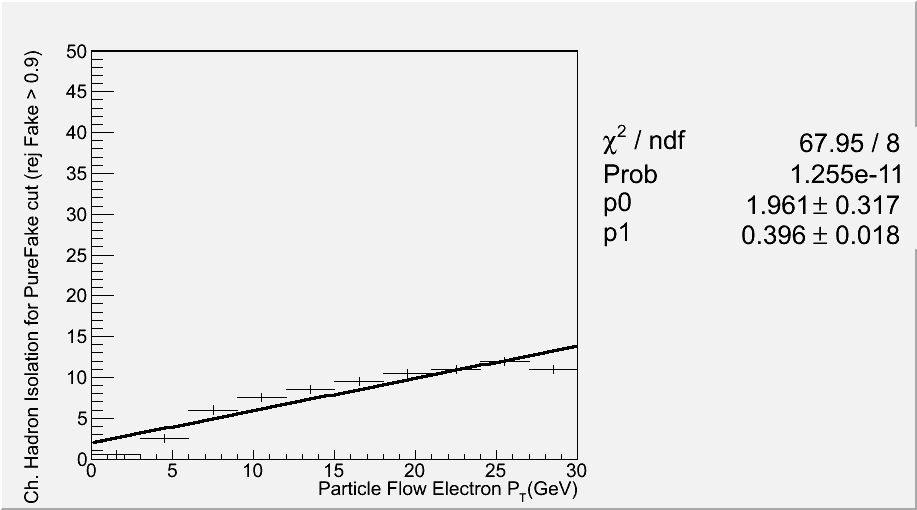 Ch. Hadron Isolation for PureFake cut (rej Fake > 0.9)
50
45
40
35
30
25
20
15
10
5
0
0 5 10 15 20 25 30
Particle Flow Electron P_T(GeV)
χ² / ndf 67.95 / 8
Prob 1.255e-11
p0 1.961 ± 0.317
p1 0.396 ± 0.018